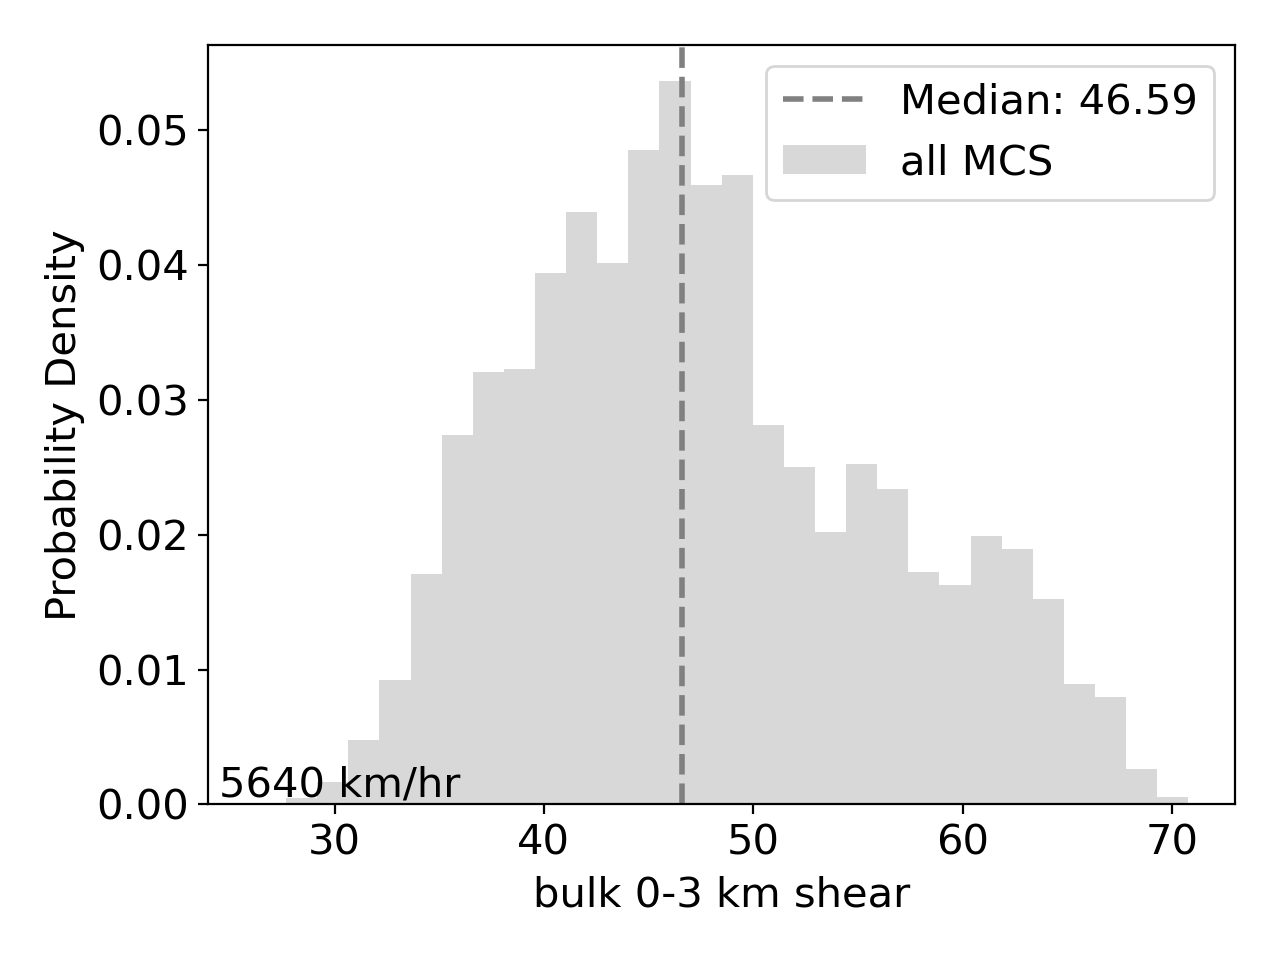 Median: 46.59
all MCS
Probability Density
0.05
0.04
0.03
0.02
0.01
0.00
5640 km/hr
30 40 50 60 70
bulk 0-3 km shear